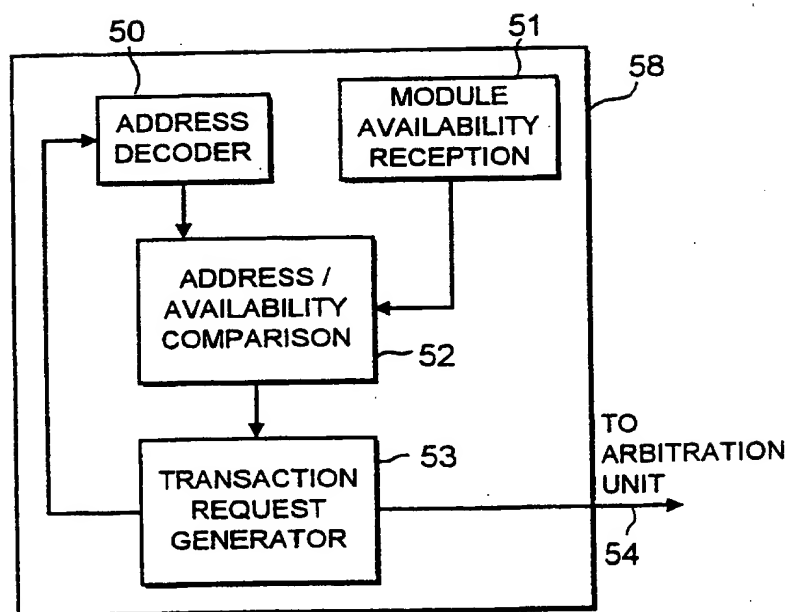 50
51
58
ADDRESS
DECODER
MODULE
AVAILABILITY
RECEPTION
ADDRESS /
AVAILABILITY
COMPARISON
52
TRANSACTION
REQUEST
GENERATOR
53
TO
ARBITRATION
UNIT
54